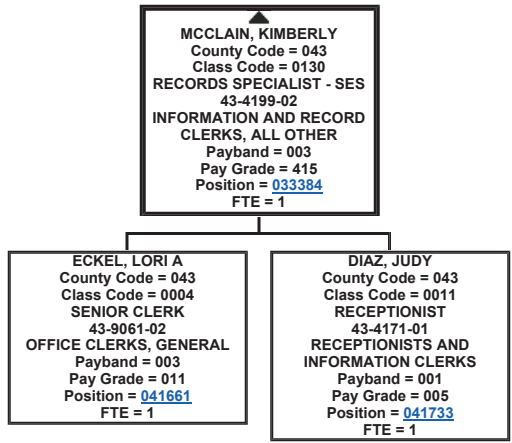 MCCLAIN, KIMBERLY
County Code = 043
Class Code = 0130
RECORDS SPECIALIST - SES
43-4199-02
INFORMATION AND RECORD
CLERKS, ALL OTHER
Payband = 003
Pay Grade = 415
Position = 033384
FTE = 1
ECKEL, LORI A
County Code = 043
Class Code = 0004
SENIOR CLERK
43-9061-02
OFFICE CLERKS, GENERAL
Payband = 003
Pay Grade = 011
Position = 041661
FTE = 1
DIAZ, JUDY
County Code = 043
Class Code = 0011
RECEPTIONIST
43-4171-01
RECEPTIONISTS AND
INFORMATION CLERKS
Payband = 001
Pay Grade = 005
Position = 041733
FTE = 1